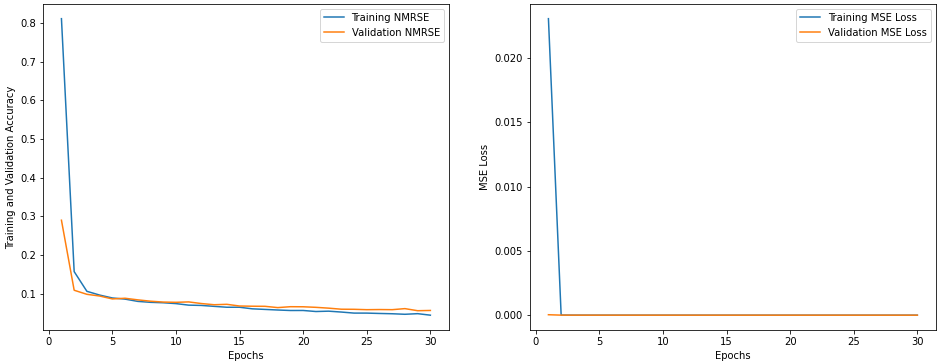 Training NMRSE
Validation NMRSE
Training and Validation Accuracy
0.8
0.7
0.6
0.5
0.4
0.3
0.2
0.1
0 5 10 15 20 25 30
Epochs
Training MSE Loss
Validation MSE Loss
MSE Loss
0.020
0.015
0.010
0.005
0.000
0 5 10 15 20 25 30
Epochs